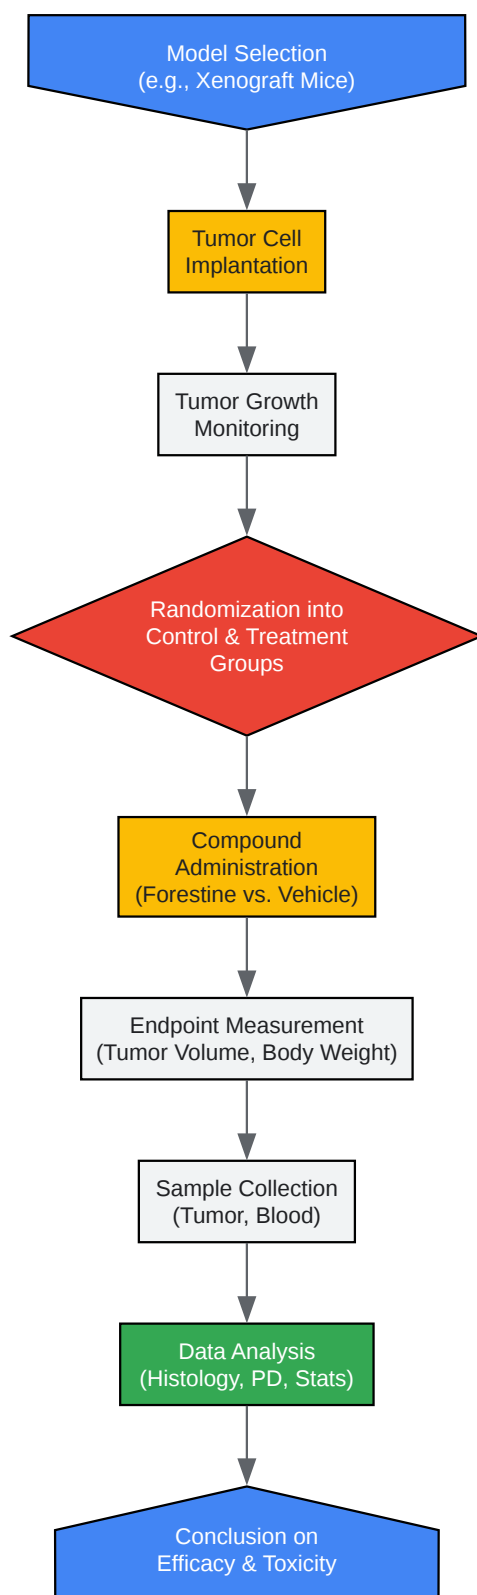 Model Selection
(e.g., Xenograft Mice)
Tumor Cell
Implantation
Tumor Growth
Monitoring
Randomization into
Control & Treatment
Groups
Compound
Administration
(Forestine vs. Vehicle)
Endpoint Measurement
(Tumor Volume, Body Weight)
Sample Collection
(Tumor, Blood)
Data Analysis
(Histology, PD, Stats)
Conclusion on
Efficacy & Toxicity